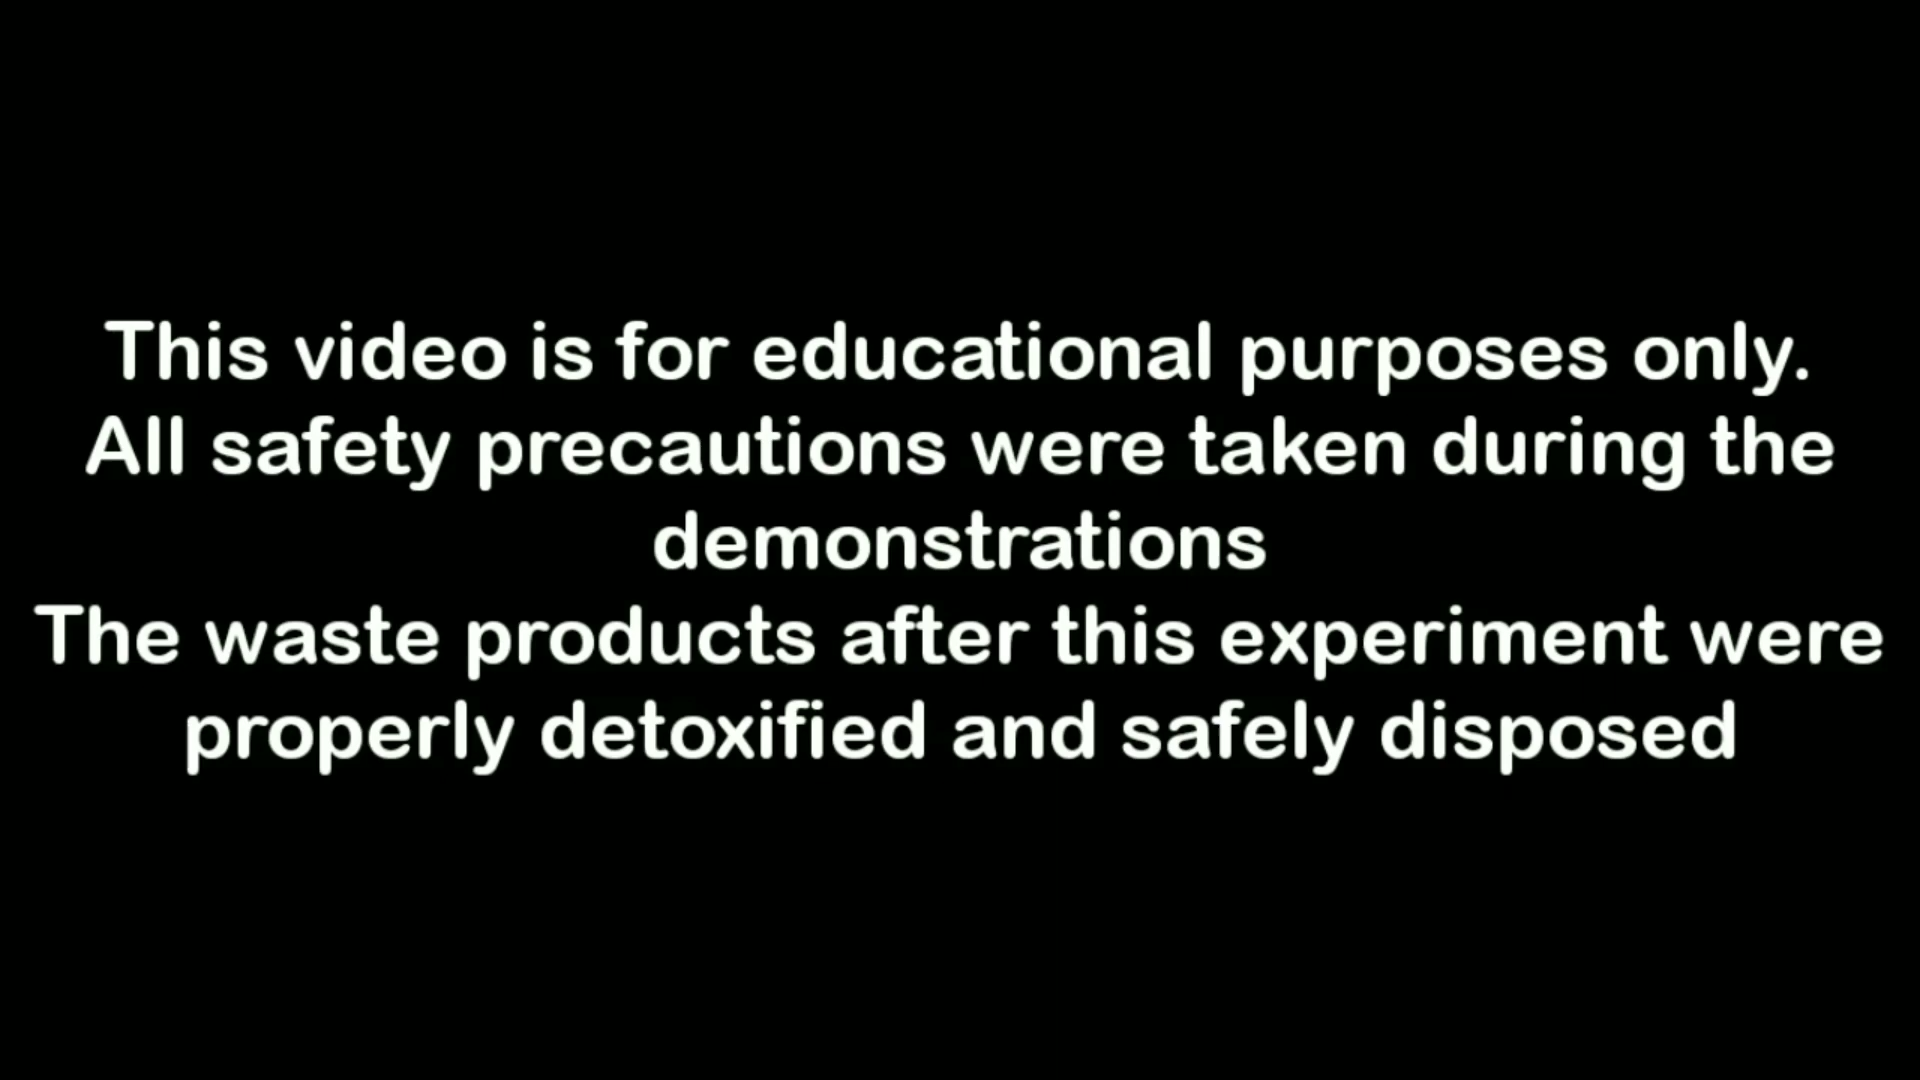 This video is for educational purposes only.
All safety precautions were taken during the
demonstrations
The waste products after this experiment were
properly detoxified and safely disposed